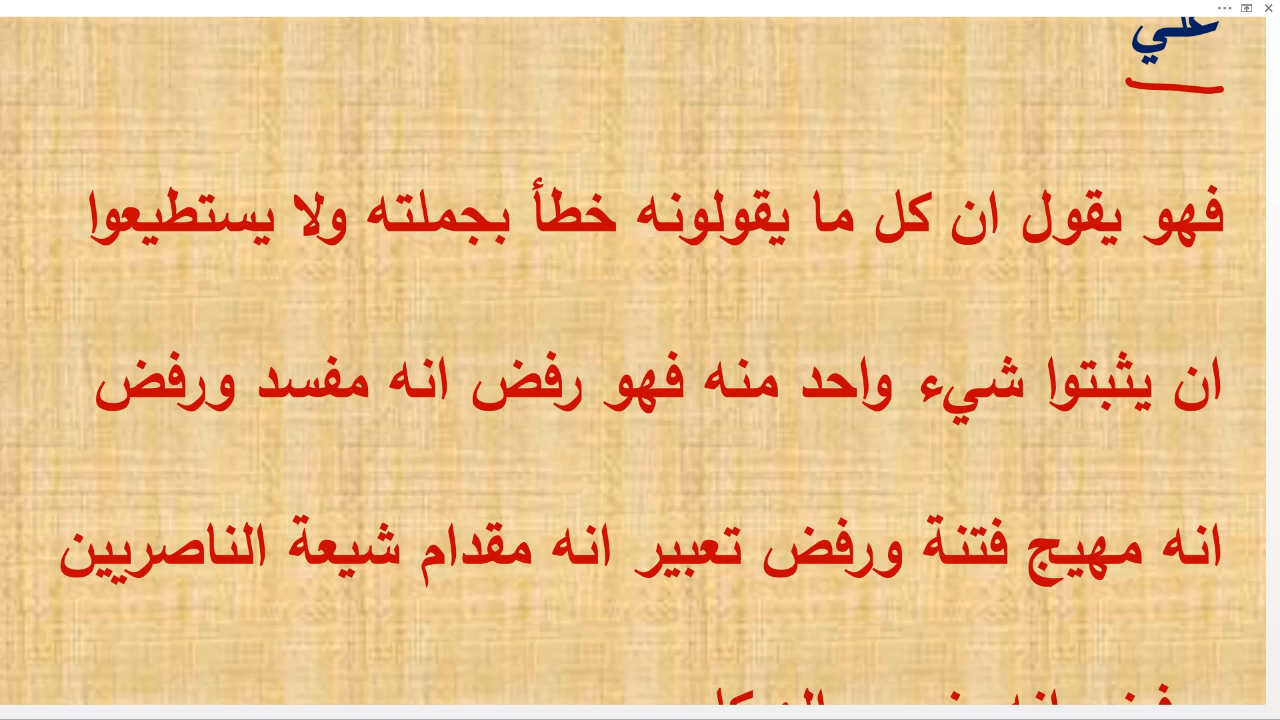 فهو يقول ان كل ما يقولونه خطأ بجملته ولا يستطيعوا
ان يثبتوا شيء واحد منه فهو رفض انه مفسد ورفض
انه مهيج فتنة ورفض تعبير انه مقدام شيعة الناصريين